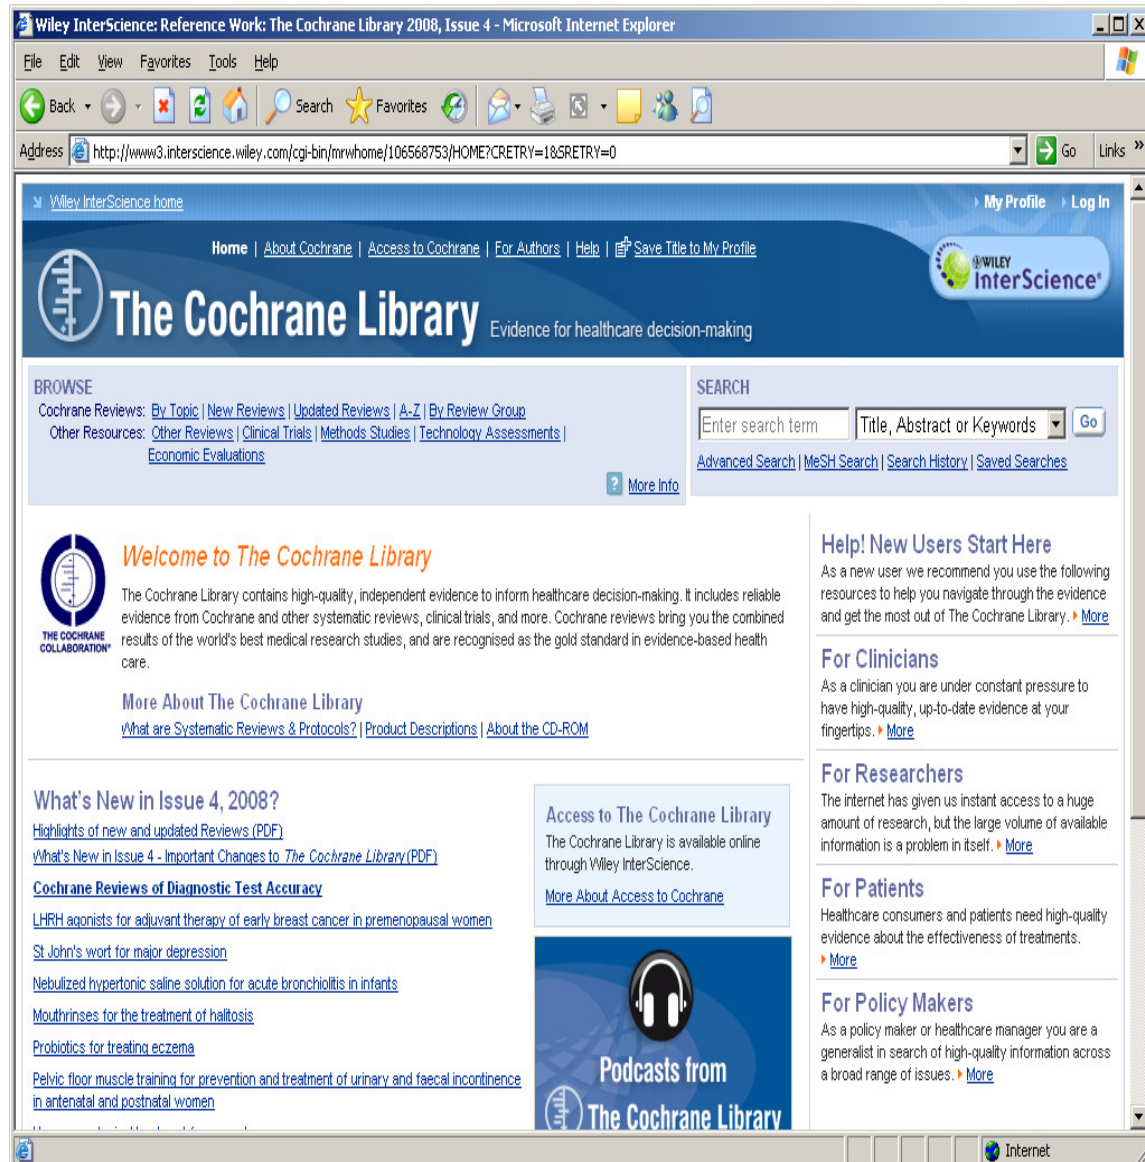 Wiley InterScience: Reference Work: The Cochrane Library 2008, Issue 4 - Microsoft Internet Explorer
File Edit View Favorites Tools Help
Back Search Favorites
Address http://www3.interscience.wiley.com/cgi-bin/mrwhome/106568753/HOME?CRETRY=1&SRETRY=0 Go Links »
Wiley InterScience home My Profile Log In
Home | About Cochrane | Access to Cochrane | For Authors | Help | Save Title to My Profile
WILEY
InterScience®
The Cochrane Library Evidence for healthcare decision-making
BROWSE
Cochrane Reviews: By Topic | New Reviews | Updated Reviews | A-Z | By Review Group
Other Resources: Other Reviews | Clinical Trials | Methods Studies | Technology Assessments |
Economic Evaluations
? More Info
SEARCH
Enter search term Title, Abstract or Keywords Go
Advanced Search | MeSH Search | Search History | Saved Searches
THE COCHRANE
COLLABORATION®
Welcome to The Cochrane Library
The Cochrane Library contains high-quality, independent evidence to inform healthcare decision-making. It includes reliable
evidence from Cochrane and other systematic reviews, clinical trials, and more. Cochrane reviews bring you the combined
results of the world's best medical research studies, and are recognised as the gold standard in evidence-based health
care.
More About The Cochrane Library
What are Systematic Reviews & Protocols? | Product Descriptions | About the CD-ROM
What's New in Issue 4, 2008?
Highlights of new and updated Reviews (PDF)
What's New in Issue 4 - Important Changes to The Cochrane Library (PDF)
Cochrane Reviews of Diagnostic Test Accuracy
LHRH agonists for adjuvant therapy of early breast cancer in premenopausal women
St John's wort for major depression
Nebulized hypertonic saline solution for acute bronchiolitis in infants
Mouthrinses for the treatment of halitosis
Probiotics for treating eczema
Pelvic floor muscle training for prevention and treatment of urinary and faecal incontinence
in antenatal and postnatal women
Access to The Cochrane Library
The Cochrane Library is available online
through Wiley InterScience.
More About Access to Cochrane
Podcasts from
The Cochrane Library
Help! New Users Start Here
As a new user we recommend you use the following
resources to help you navigate through the evidence
and get the most out of The Cochrane Library. More
For Clinicians
As a clinician you are under constant pressure to
have high-quality, up-to-date evidence at your
fingertips. More
For Researchers
The internet has given us instant access to a huge
amount of research, but the large volume of available
information is a problem in itself. More
For Patients
Healthcare consumers and patients need high-quality
evidence about the effectiveness of treatments.
More
For Policy Makers
As a policy maker or healthcare manager you are a
generalist in search of high-quality information across
a broad range of issues. More
Internet